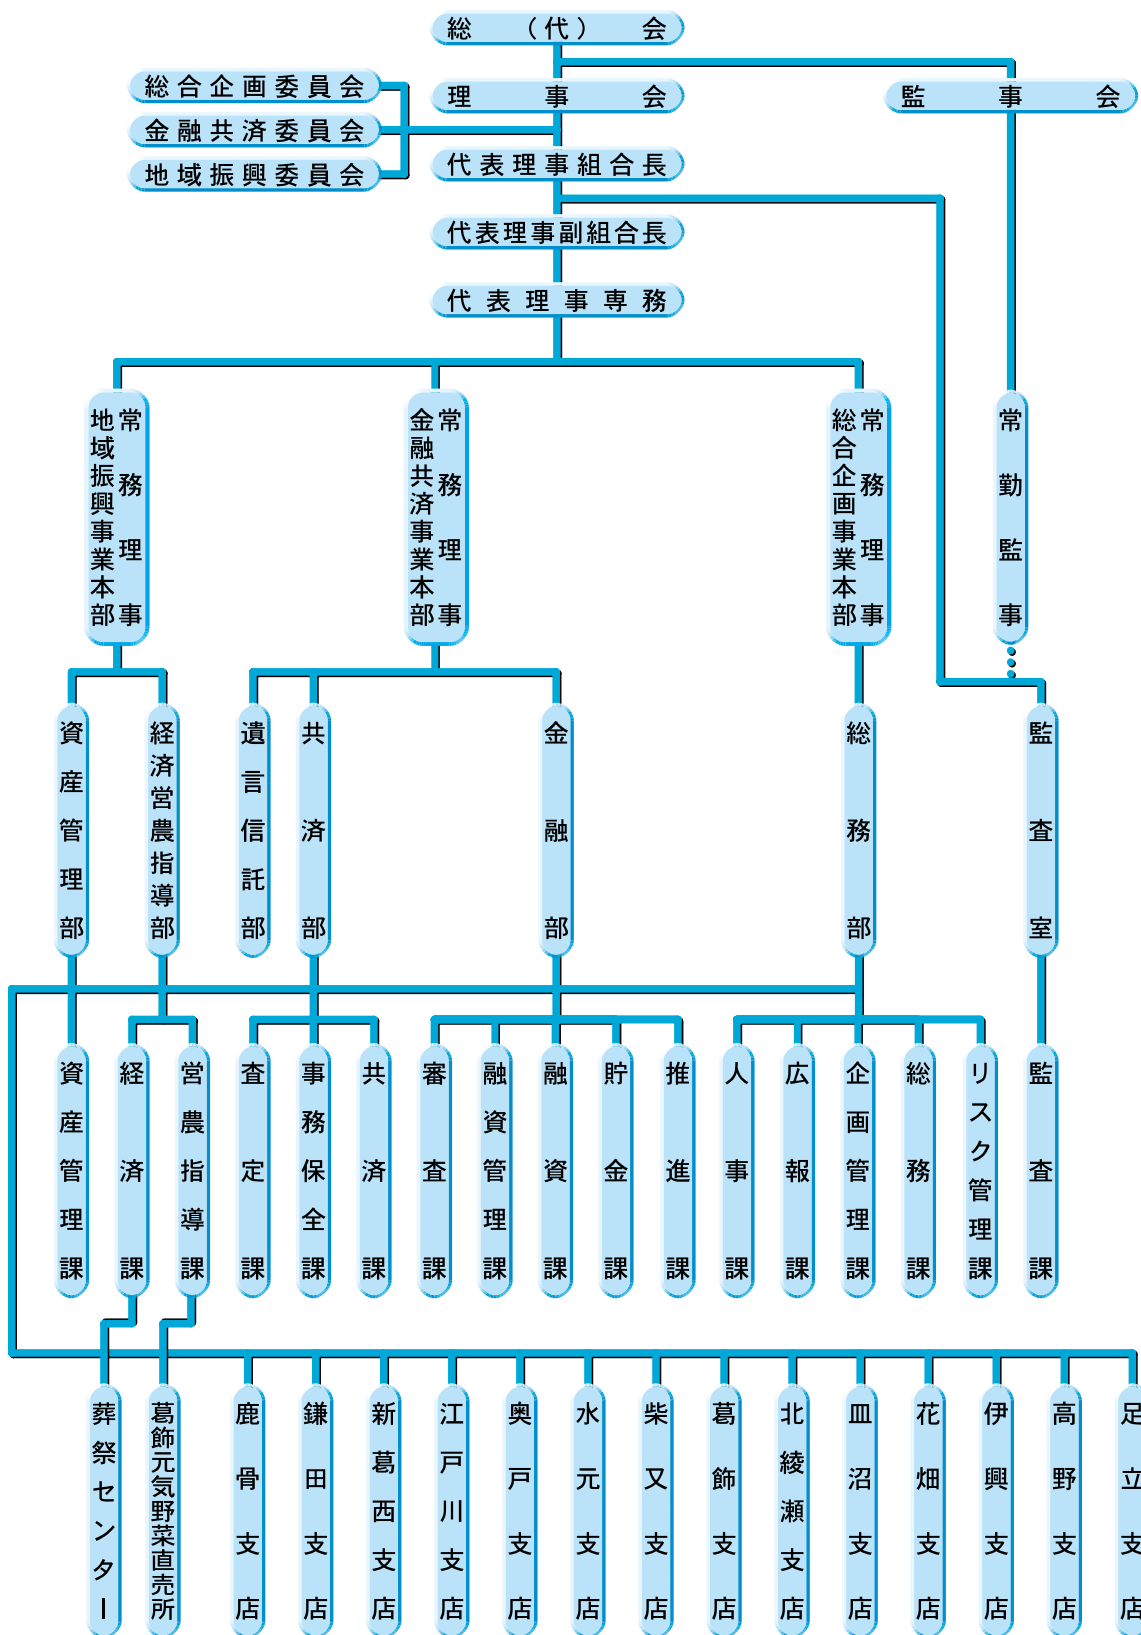 総（代）会
総合企画委員会
理事会
監事会
金融共済委員会
代表理事組合長
地域振興委員会
代表理事副組合長
代表理事専務
常務理事
地域振興事業本部
常務理事
金融共済事業本部
常務理事
総合企画事業本部
常勤監事
資産管理部
経済営農指導部
遺言信託部
共済部
金融部
総務部
監査室
資産管理課
経済課
営農指導課
査定課
事務保全課
共済課
審査課
融資管理課
融資課
貯金課
推進課
人事課
広報課
企画管理課
総務課
リスク管理課
監査課
葬祭センター
葛飾元気野菜直売所
鹿骨支店
鎌田支店
新葛西支店
江戸川支店
奥戸支店
水元支店
柴又支店
葛飾支店
北綾瀬支店
皿沼支店
花畑支店
伊興支店
高野支店
足立支店